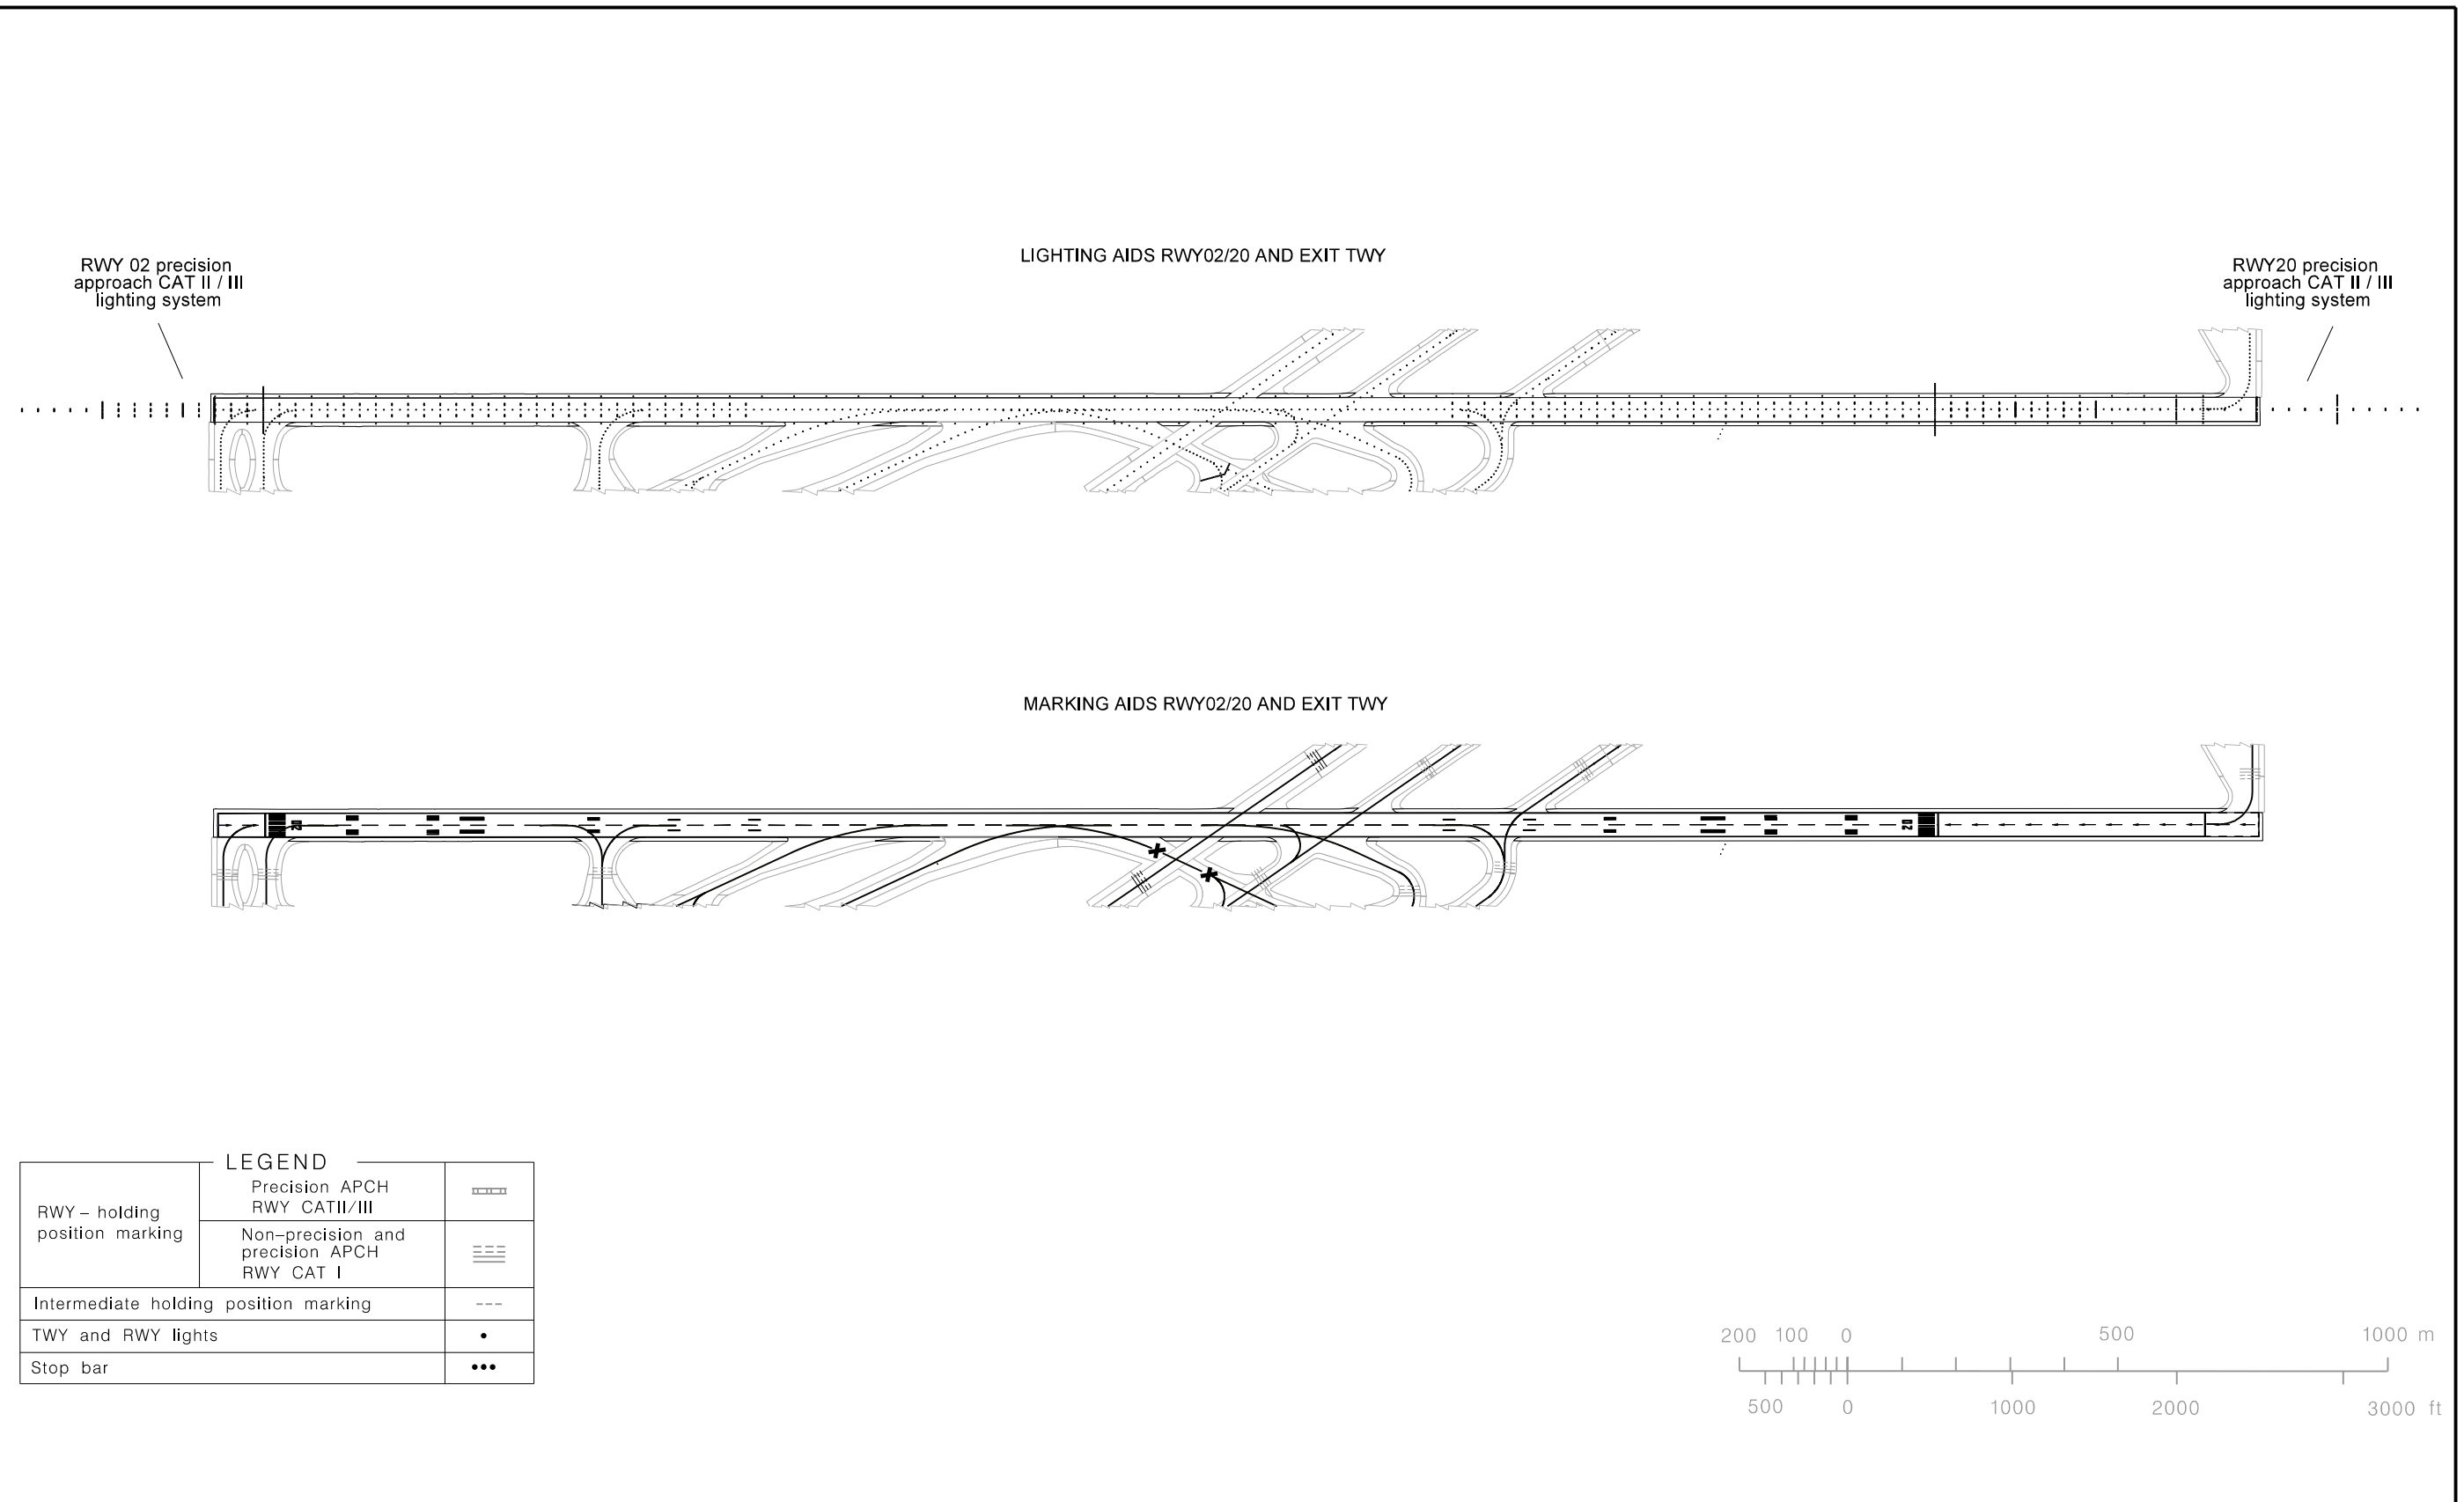 LIGHTING AIDS RWY02/20 AND EXIT TWY
RWY 02 precision
approach CAT II / III
lighting system
RWY20 precision
approach CAT II / III
lighting system
MARKING AIDS RWY02/20 AND EXIT TWY
02
20
LEGEND
RWY – holding
position marking
Precision APCH
RWY CATII/III
Non–precision and
precision APCH
RWY CAT I
Intermediate holding position marking
TWY and RWY lights
Stop bar
200 100 0 500 1000 m
500 0 1000 2000 3000 ft